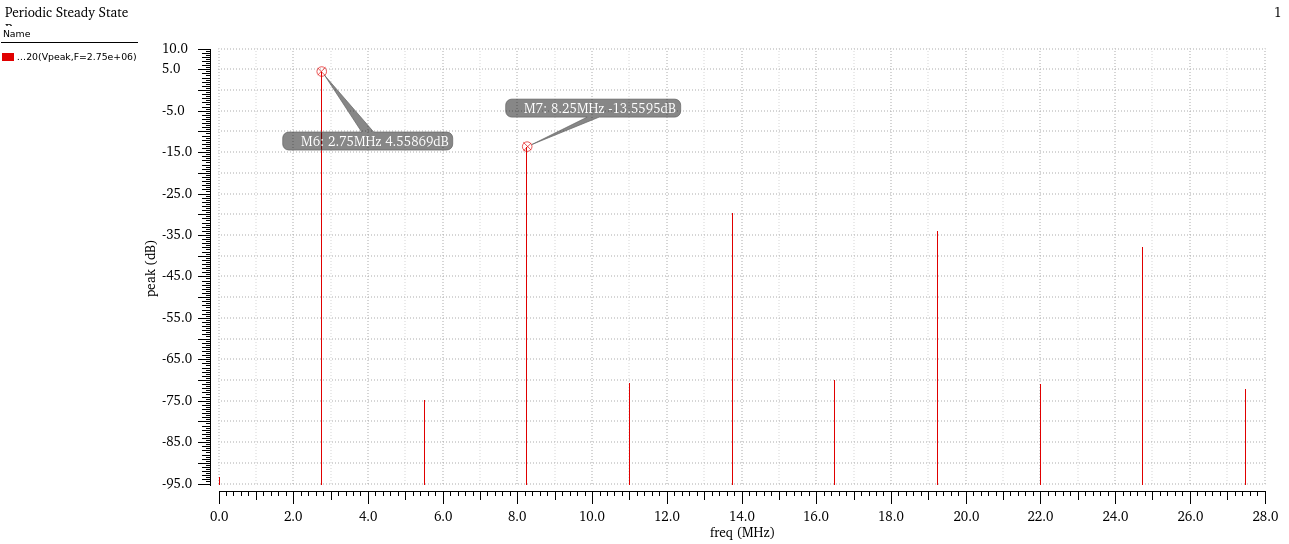 Periodic Steady State
1
Name
...20(Vpeak,F=2.75e+06)
10.0
5.0
-5.0
-15.0
-25.0
-35.0
-45.0
-55.0
-65.0
-75.0
-85.0
-95.0
peak (dB)
M6: 2.75MHz 4.55869dB
M7: 8.25MHz -13.5595dB
0.0 2.0 4.0 6.0 8.0 10.0 12.0 14.0 16.0 18.0 20.0 22.0 24.0 26.0 28.0
freq (MHz)